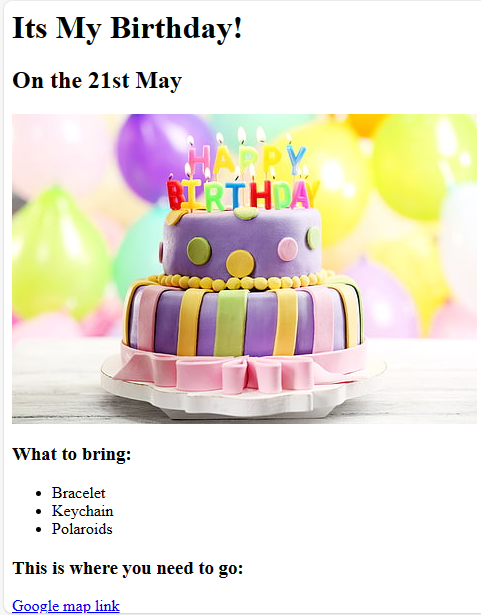 Its My Birthday!
On the 21st May
HAPPY
BIRTHDAY
What to bring:
Bracelet
Keychain
Polaroids
This is where you need to go:
Google map link